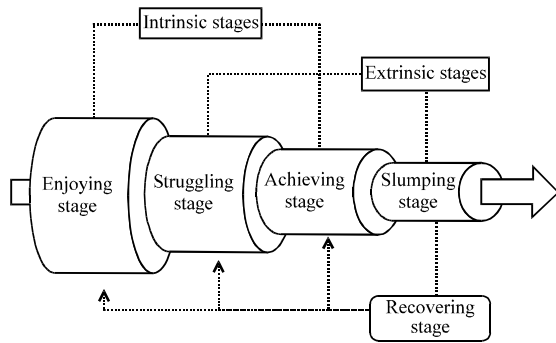 Intrinsic stages
Extrinsic stages
Enjoying
stage
Struggling
stage
Achieving
stage
Slumping
stage
Recovering
stage